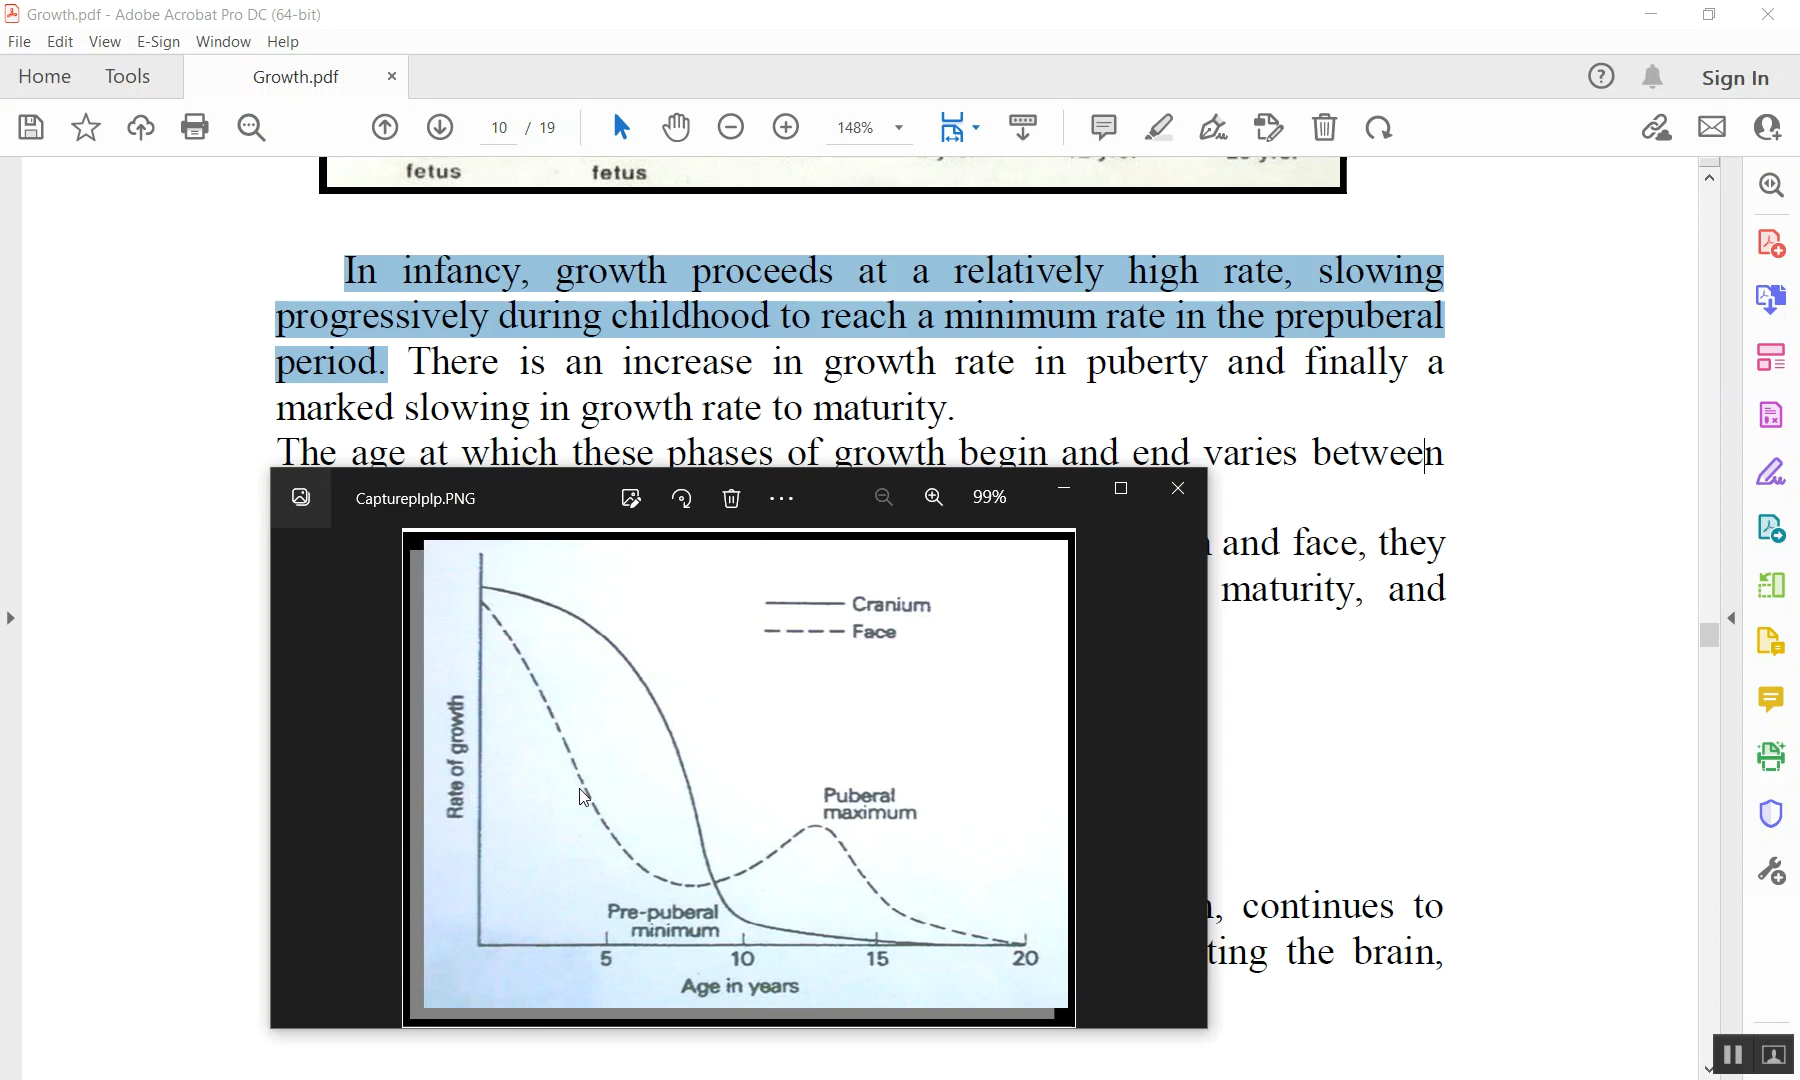 Growth.pdf - Adobe Acrobat Pro DC (64-bit)
File Edit View E-Sign Window Help
Home Tools Growth.pdf Sign In
10 / 19 148%
fetus fetus
In infancy, growth proceeds at a relatively high rate, slowing
progressively during childhood to reach a minimum rate in the prepuberal
period. There is an increase in growth rate in puberty and finally a
marked slowing in growth rate to maturity.
The age at which these phases of growth begin and end varies between
Captureplplp.PNG 99%
and face, they
maturity, and
continues to
the brain,
Cranium
Face
Rate of growth
Puberal
maximum
Pre-puberal
minimum
5 10 15 20
Age in years